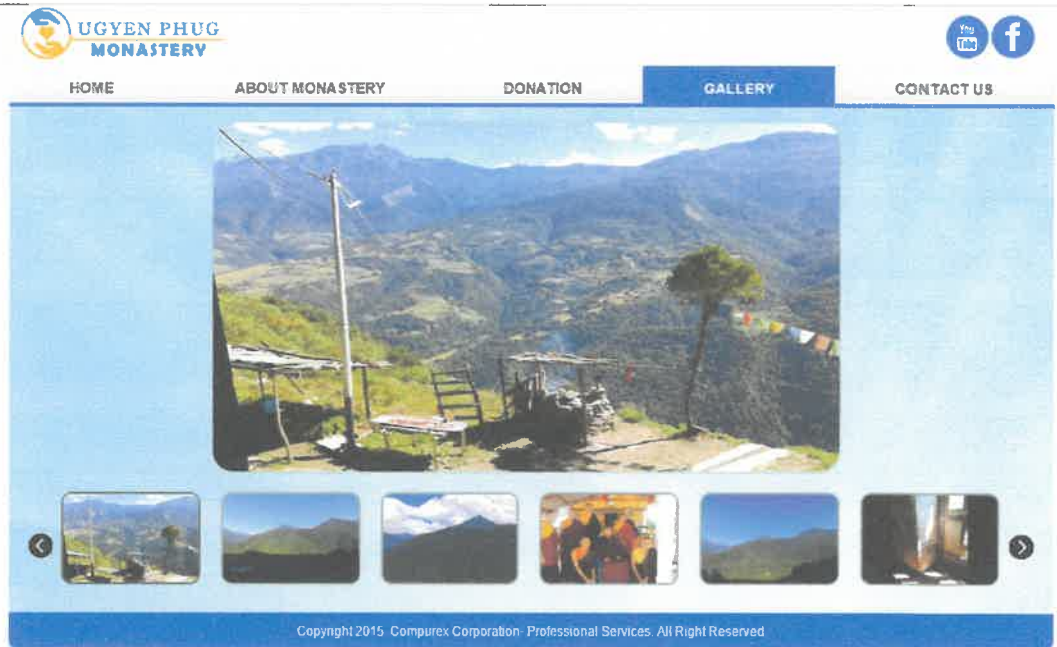 UGYEN PHUG
MONASTERY
You
Tube
f
HOME
ABOUT MONASTERY
DONATION
GALLERY
CONTACT US
Copyright 2015 Compurex Corporation- Professional Services. All Right Reserved